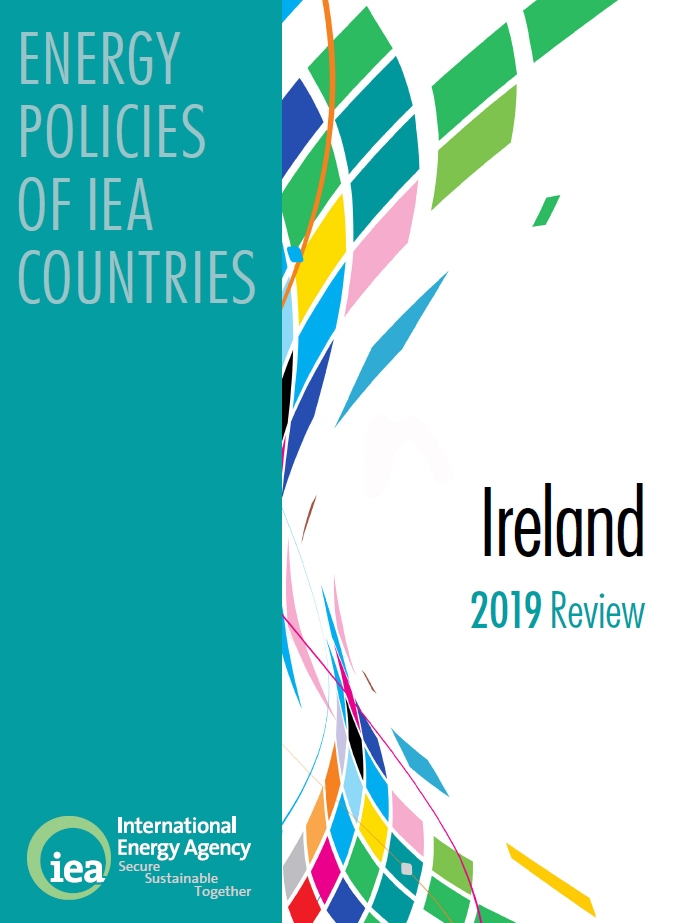 ENERGY
POLICIES
OF IEA
COUNTRIES
Ireland
2019 Review
iea
International
Energy Agency
Secure
Sustainable
Together